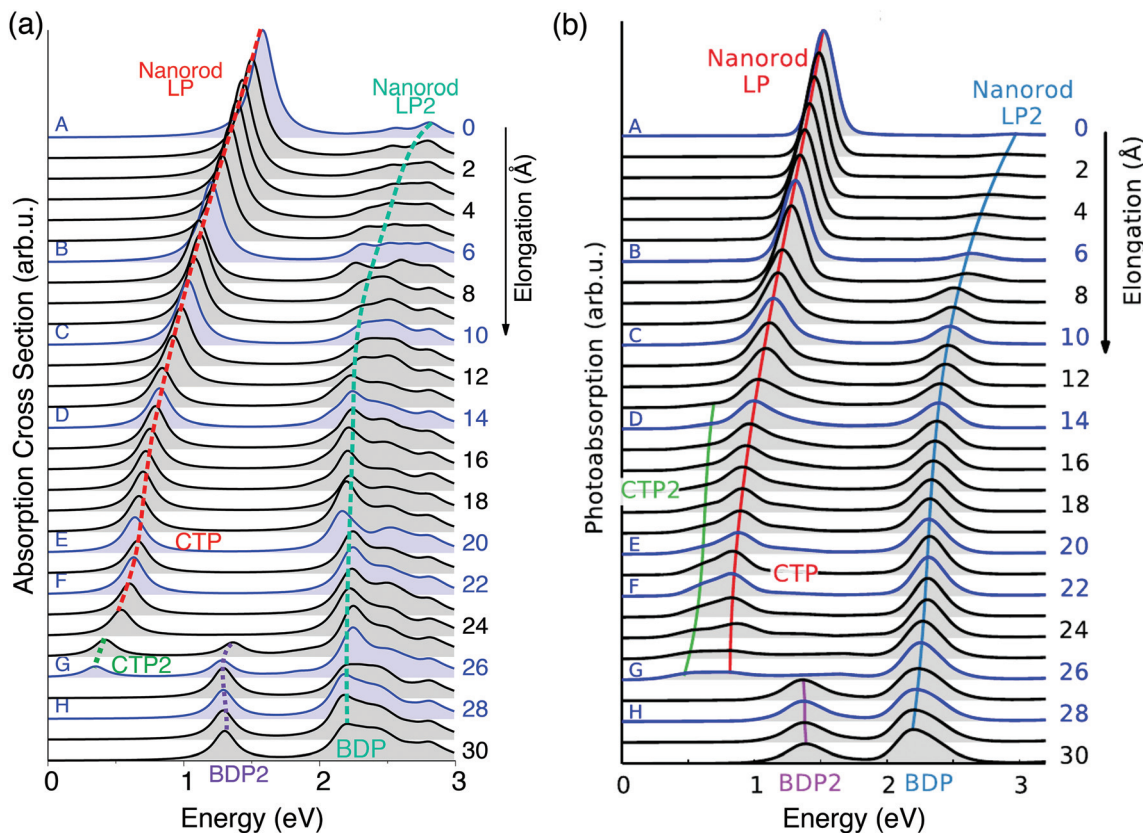 (a)
Absorption Cross Section (arb.u.)
Nanorod
LP
Nanorod
LP2
A
B
C
D
E
F
G
H
CTP
CTP2
BDP2
BDP
0
2
4
6
8
10
12
14
16
18
20
22
24
26
28
30
Elongation (Å)
0 1 2 3
Energy (eV)
(b)
Photoabsorption (arb.u.)
Nanorod
LP
Nanorod
LP2
A
B
C
D
E
F
G
H
CTP2
CTP
0
2
4
6
8
10
12
14
16
18
20
22
24
26
28
30
Elongation (Å)
0 1 BDP2 2 BDP 3
Energy (eV)